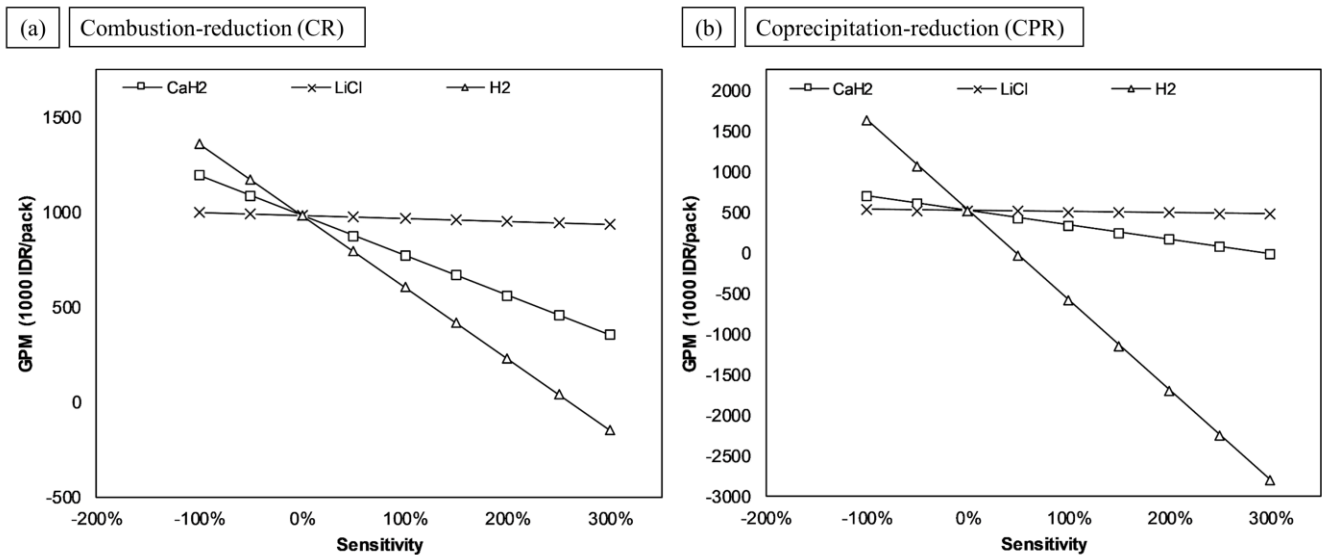 (a) Combustion-reduction (CR)
CaH2 LiCl H2
1500
1000
500
0
-500
GPM (1000 IDR/pack)
-200% -100% 0% 100% 200% 300%
Sensitivity
(b) Coprecipitation-reduction (CPR)
CaH2 LiCl H2
2000
1500
1000
500
0
-500
-1000
-1500
-2000
-2500
-3000
GPM (1000 IDR/pack)
-200% -100% 0% 100% 200% 300%
Sensitivity